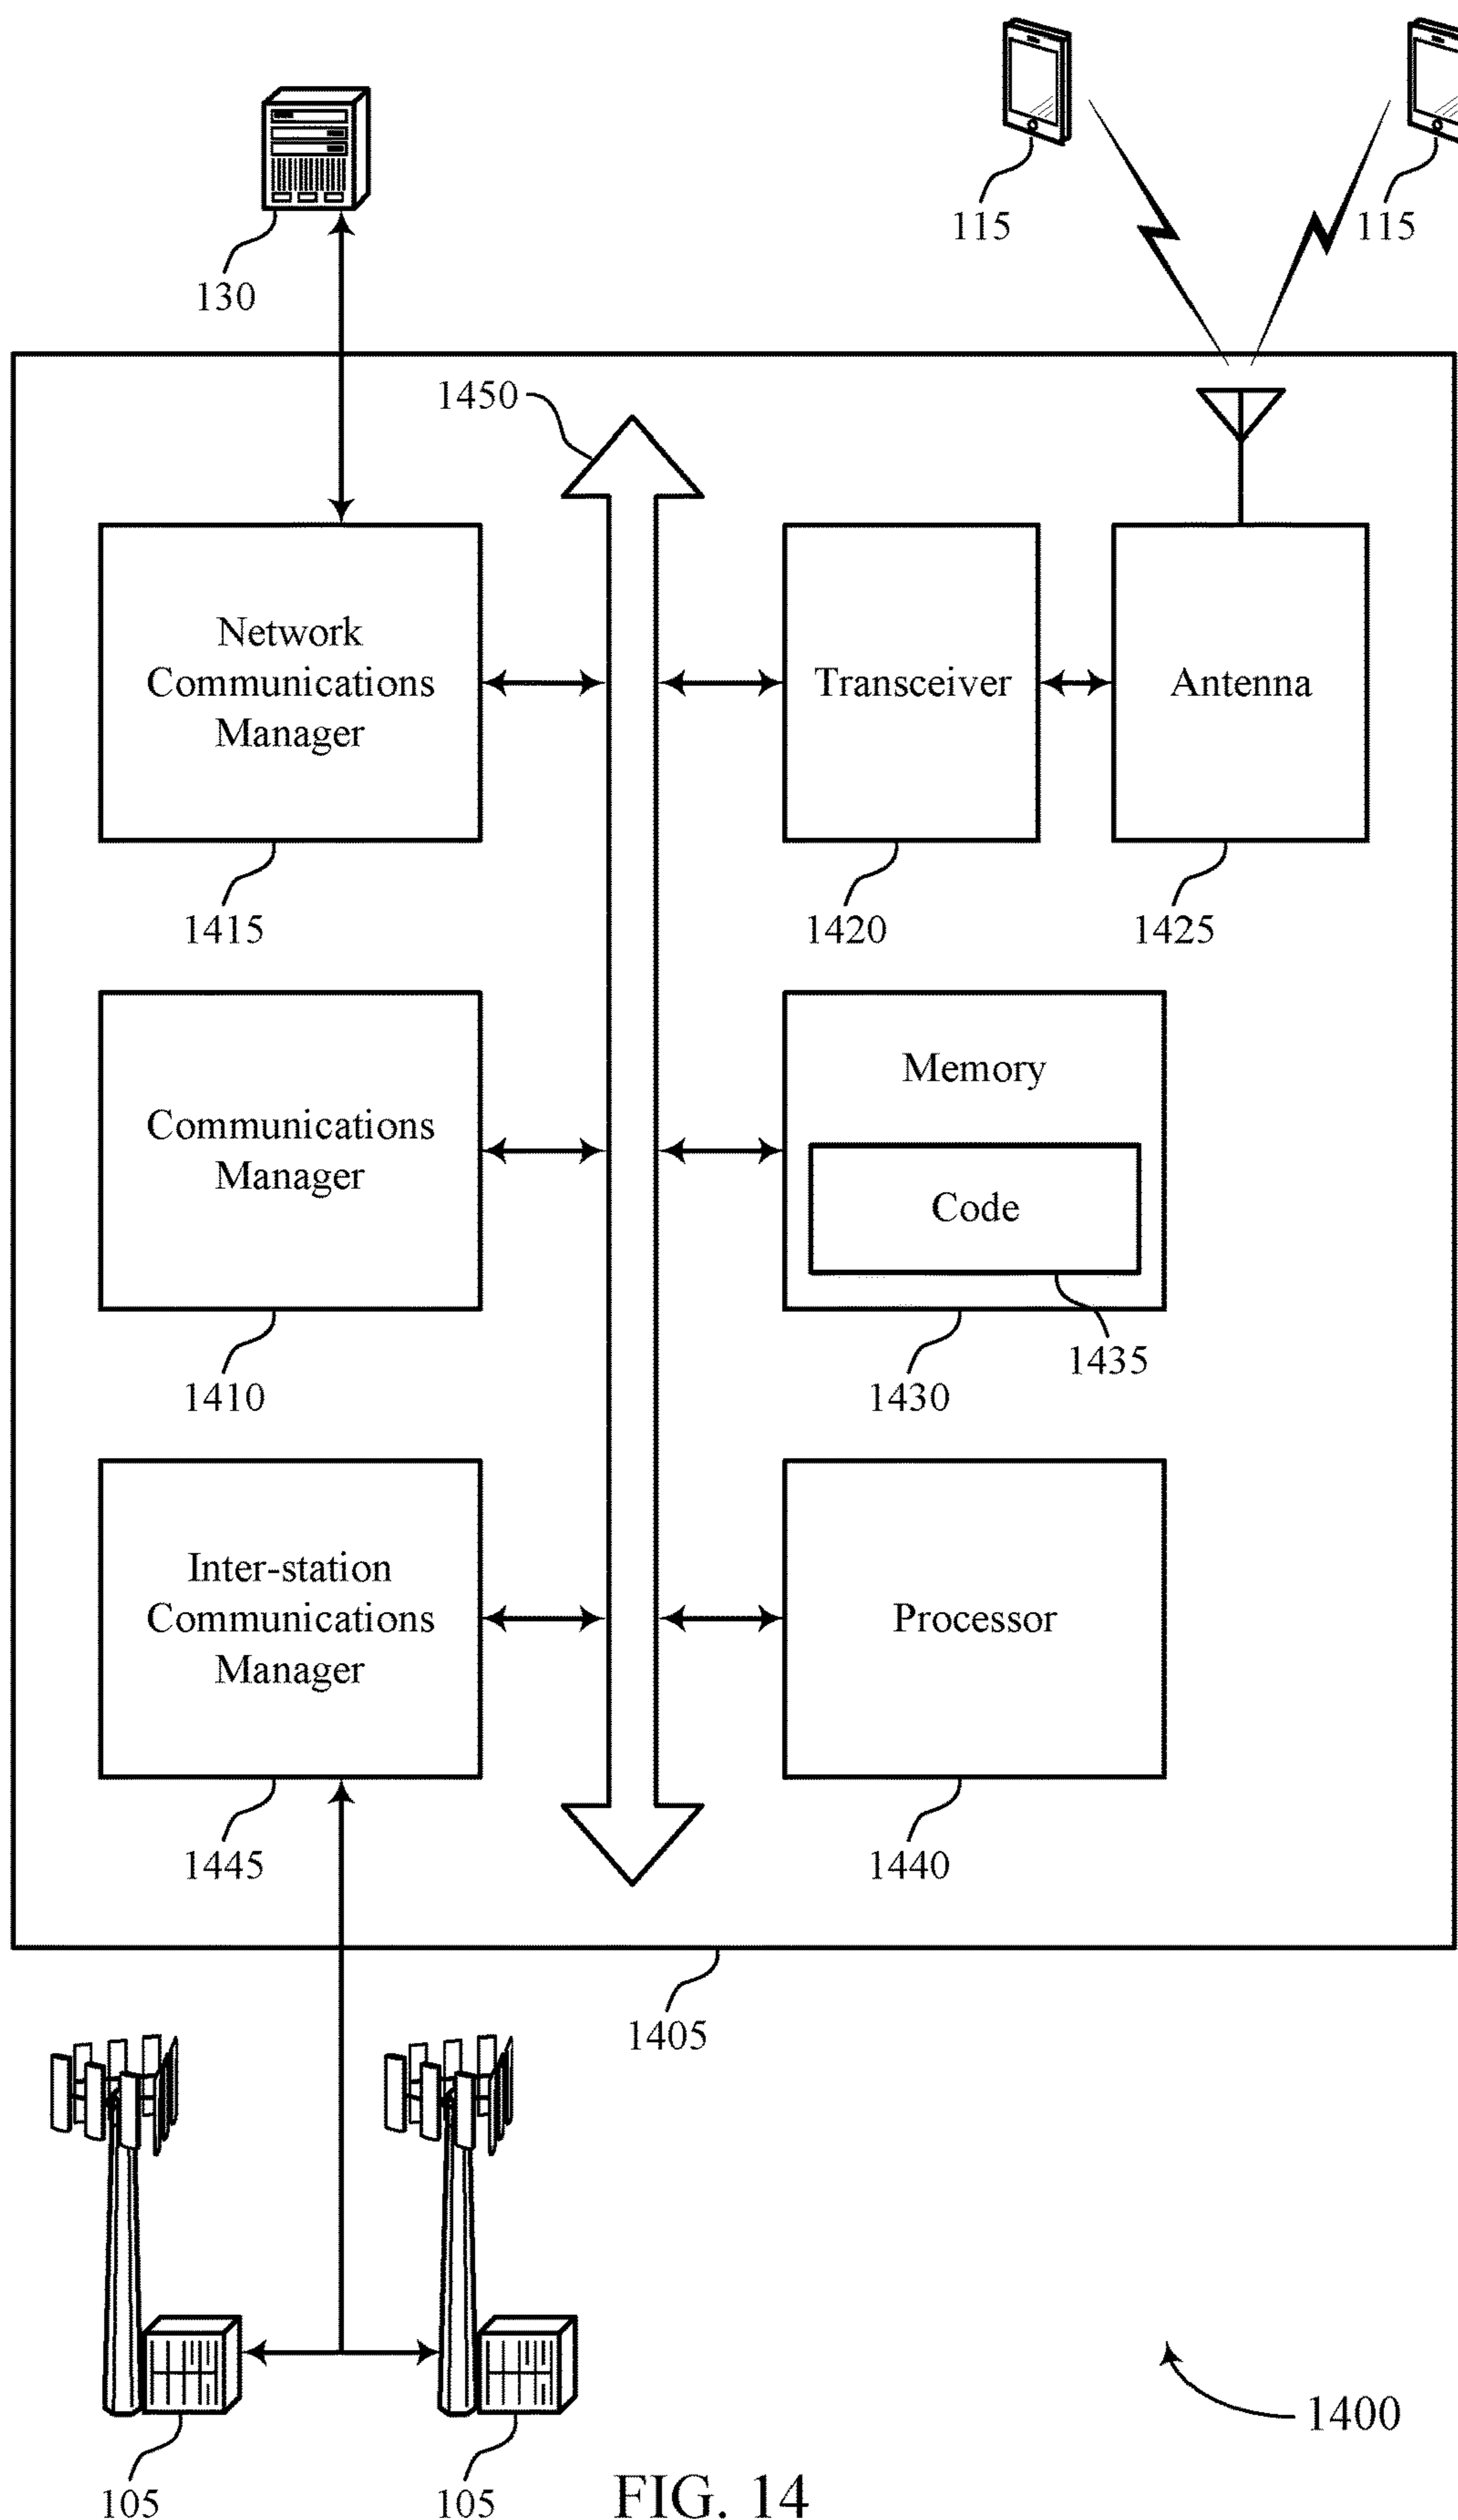 115
115
130
1450
Network
Communications
Manager
Transceiver
Antenna
1415
1420
1425
Communications
Manager
Memory
Code
1435
1410
1430
Inter-station
Communications
Manager
Processor
1445
1440
1405
1400
105
105
FIG. 14